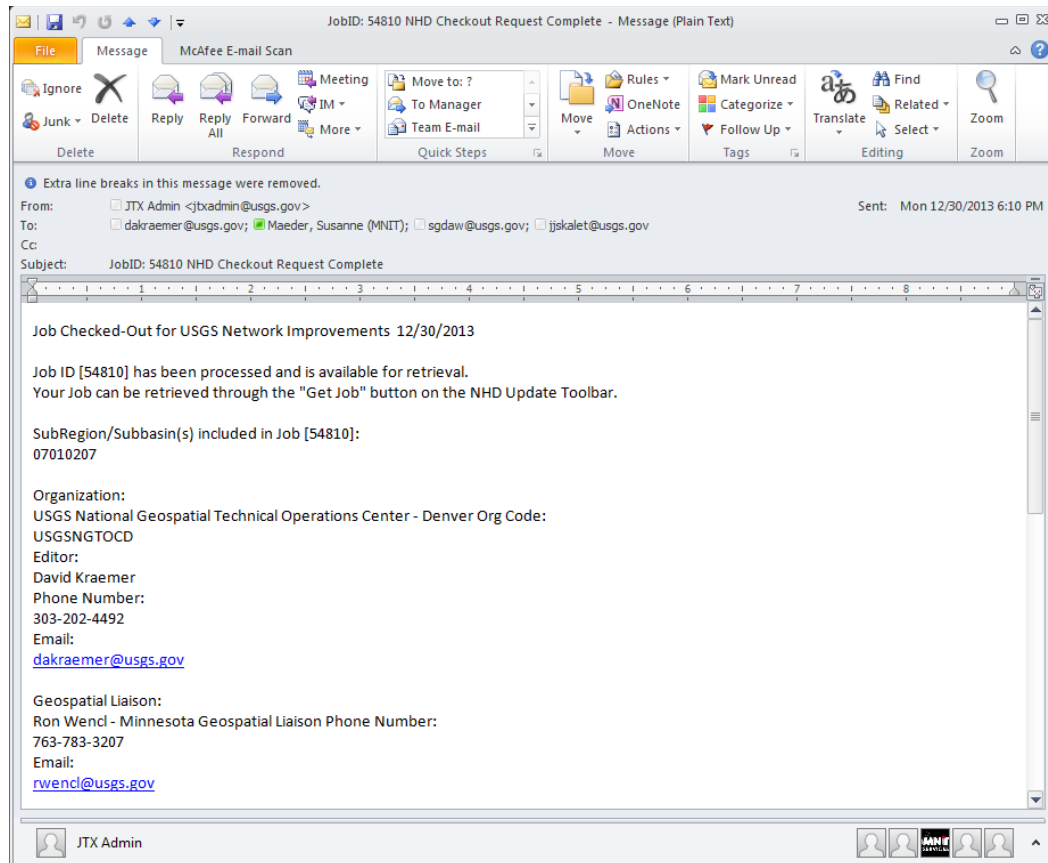 JobID: 54810 NHD Checkout Request Complete - Message (Plain Text)
File Message McAfee E-mail Scan
Ignore
Junk
Delete
Delete
Reply
Reply All
Forward
Meeting
IM
More
Respond
Move to: ?
To Manager
Team E-mail
Quick Steps
Move
Rules
OneNote
Actions
Move
Mark Unread
Categorize
Follow Up
Tags
Translate
Find
Related
Select
Editing
Zoom
Zoom
Extra line breaks in this message were removed.
From: JTX Admin <jtxadmin@usgs.gov> Sent: Mon 12/30/2013 6:10 PM
To: dakraemer@usgs.gov; Maeder, Susanne (MNIT); sgdaw@usgs.gov; jjskalet@usgs.gov
Cc:
Subject: JobID: 54810 NHD Checkout Request Complete
1 2 3 4 5 6 7 8
Job Checked-Out for USGS Network Improvements 12/30/2013
Job ID [54810] has been processed and is available for retrieval.
Your Job can be retrieved through the "Get Job" button on the NHD Update Toolbar.
SubRegion/Subbasin(s) included in Job [54810]:
07010207
Organization:
USGS National Geospatial Technical Operations Center - Denver Org Code:
USGSNGTOCD
Editor:
David Kraemer
Phone Number:
303-202-4492
Email:
dakraemer@usgs.gov
Geospatial Liaison:
Ron Wencl - Minnesota Geospatial Liaison Phone Number:
763-783-3207
Email:
rwencl@usgs.gov
JTX Admin